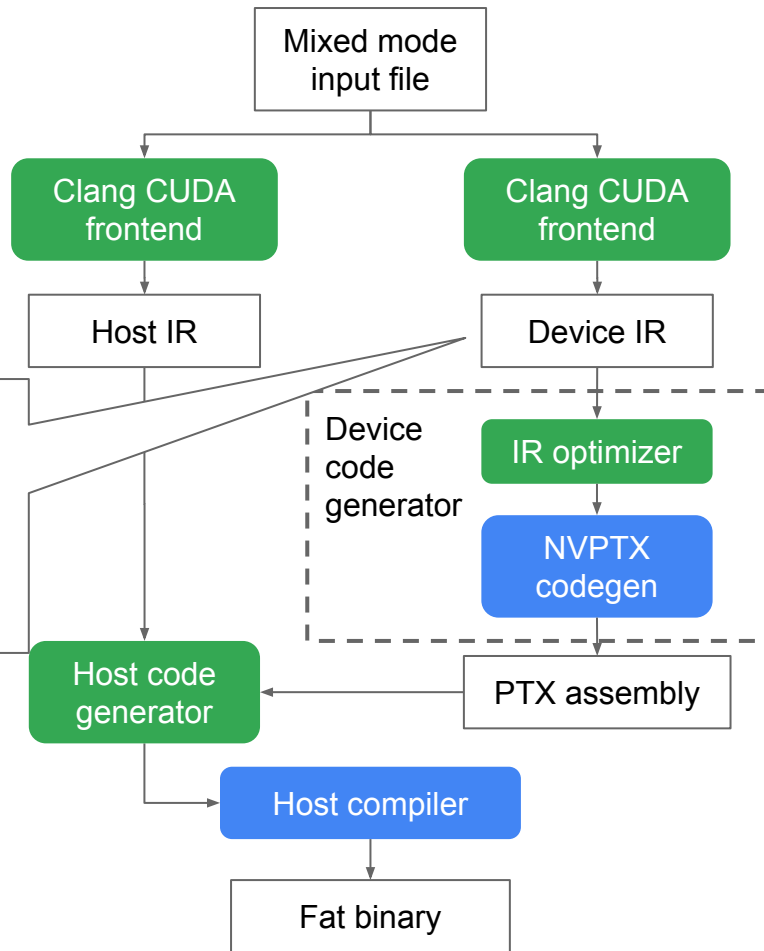 Mixed mode
input file
Clang CUDA
frontend
Clang CUDA
frontend
Host IR
Device IR
Device
code
generator
IR optimizer
NVPTX
codegen
Host code
generator
PTX assembly
Host compiler
Fat binary